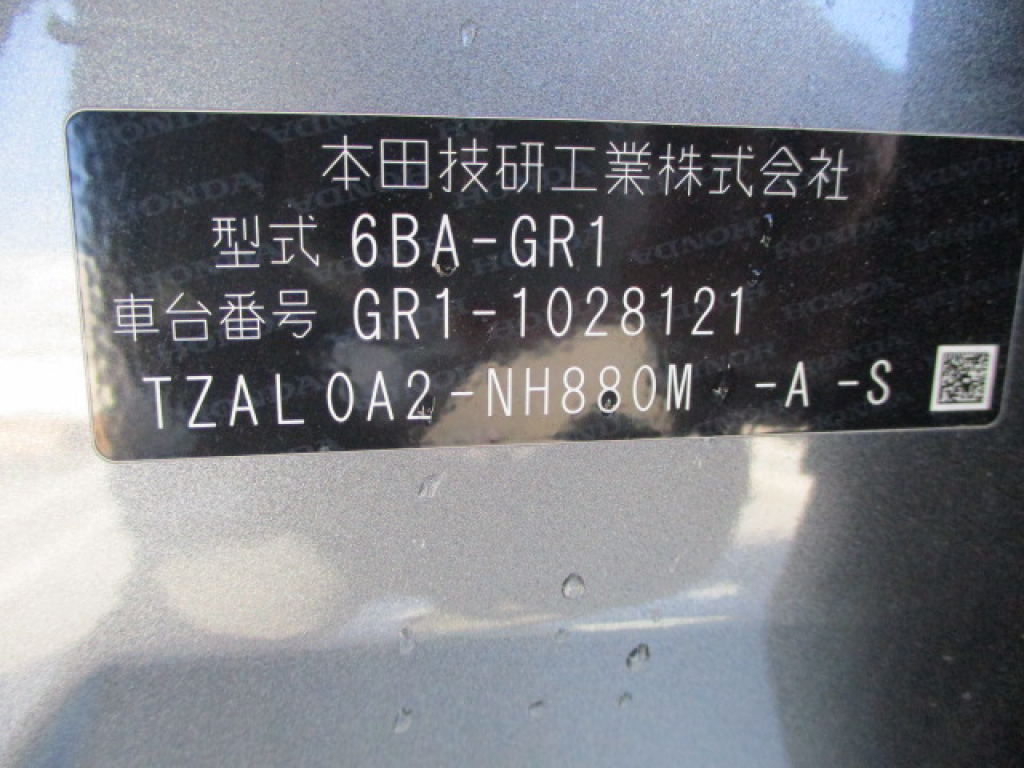 本田技研工業株式会社
型式 6BA-GR1
車台番号 GR1-1028121
TZAL0A2-NH880M -A -S